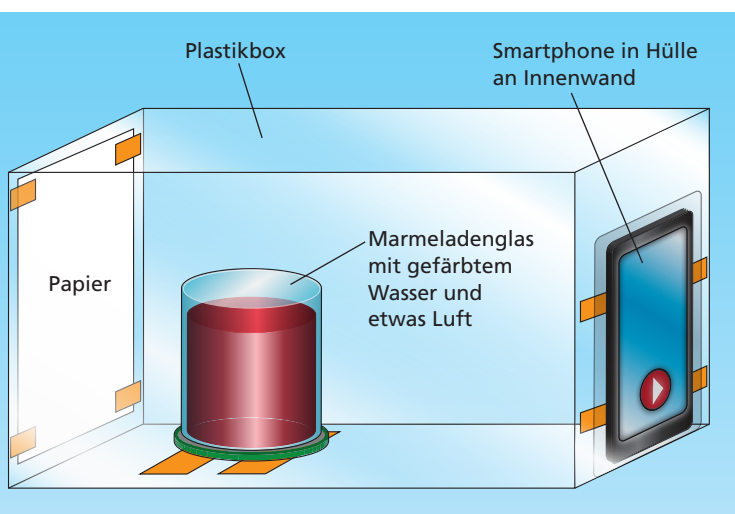 Plastikbox
Smartphone in Hülle
an Innenwand
Marmeladenglas
mit gefärbtem
Wasser und
etwas Luft
Papier